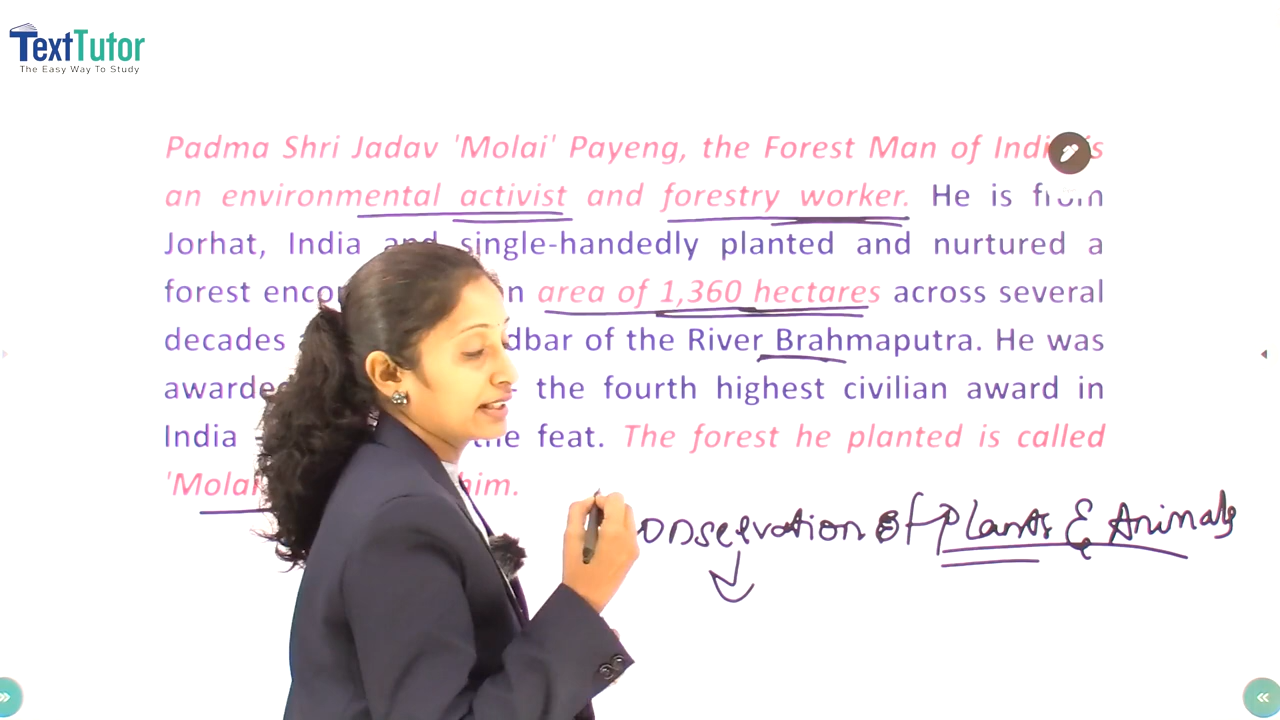 TextTutor
The Easy Way To Study
Padma Shri Jadav 'Molai' Payeng, the Forest Man of India is
an environmental activist and forestry worker. He is from
Jorhat, India and single-handedly planted and nurtured a
forest area of 1,360 hectares across several
decades of the River Brahmaputra. He was
the fourth highest civilian award in
India the feat. The forest he planted is called
him.
of Plants & Animals